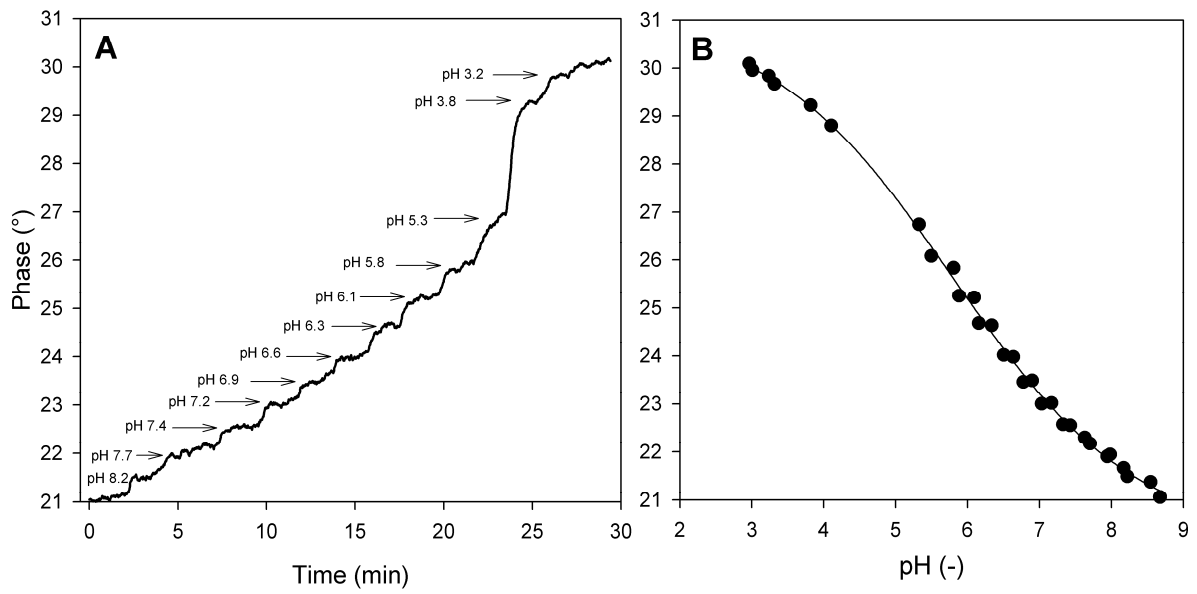 A
31
30
29
28
27
26
25
24
23
22
21
Phase (°)
pH 3.2
pH 3.8
pH 5.3
pH 5.8
pH 6.1
pH 6.3
pH 6.6
pH 6.9
pH 7.2
pH 7.4
pH 7.7
pH 8.2
0 5 10 15 20 25 30
Time (min)
B
31
30
29
28
27
26
25
24
23
22
21
2 3 4 5 6 7 8 9
pH (-)